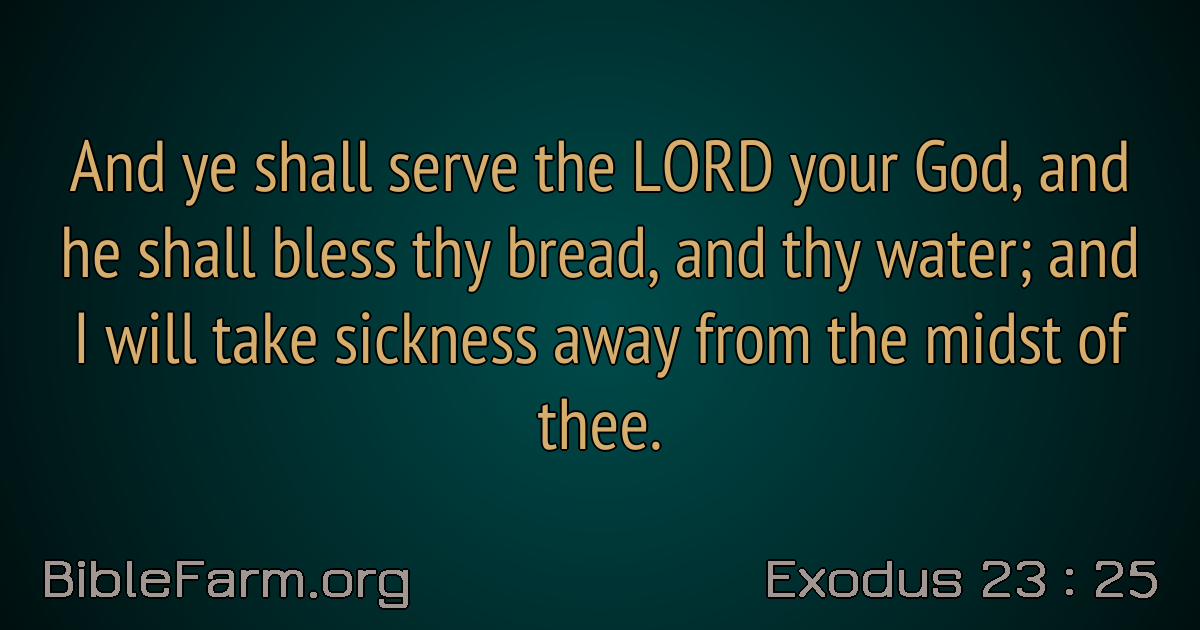 And ye shall serve the LORD your God, and
he shall bless thy bread, and thy water; and
I will take sickness away from the midst of
thee.
BibleFarm.org
Exodus 23 : 25